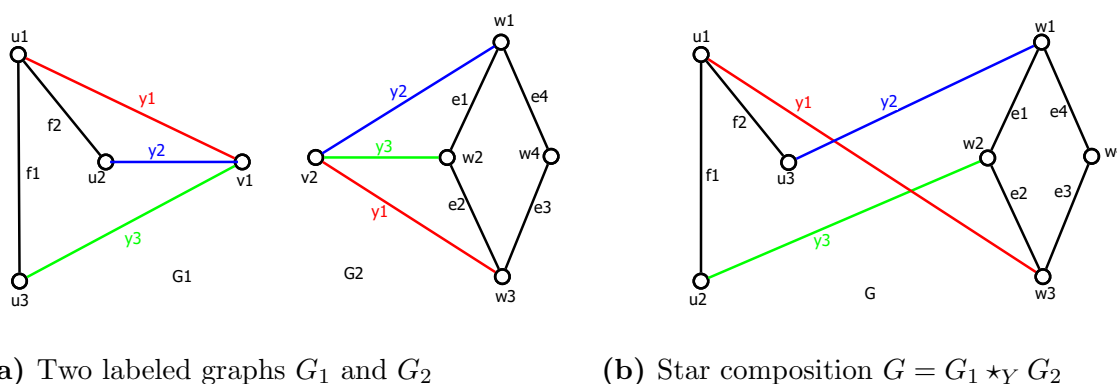 u1
y1
f2
y2
u2
v1
f1
y3
u3
G1
w1
y2
e1
e4
y3
v2
w2
w4
y1
e2
e3
G2
w3
u1
w1
y1
y2
e1
e4
f2
w2
w
u3
f1
e2
e3
y3
u2
G
w3
a) Two labeled graphs G₁ and G₂
(b) Star composition G = G₁ ⋆_Y G₂